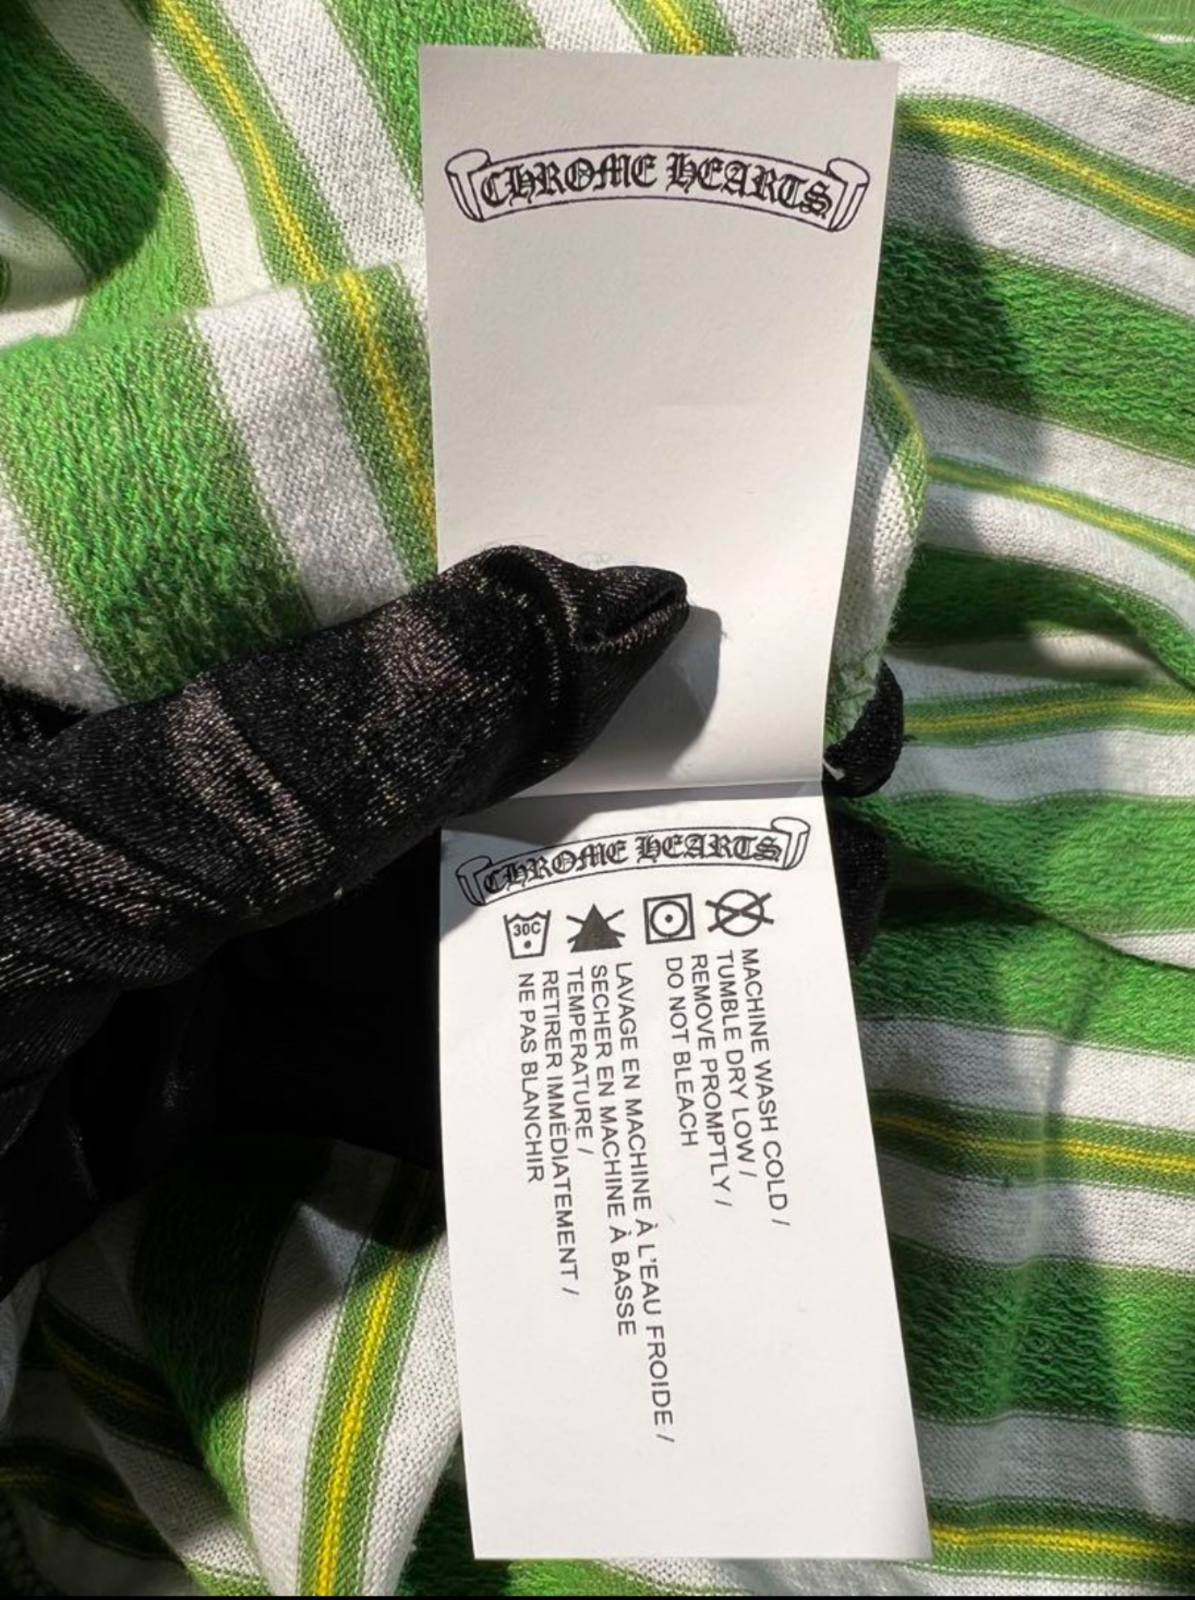 CHROME HEARTS
CHROME HEARTS
30C
MACHINE WASH COLD /
TUMBLE DRY LOW /
REMOVE PROMPTLY /
DO NOT BLEACH
LAVAGE EN MACHINE À L'EAU FROIDE /
SECHER EN MACHINE À BASSE
TEMPERATURE /
RETIRER IMMÉDIATEMENT /
NE PAS BLANCHIR